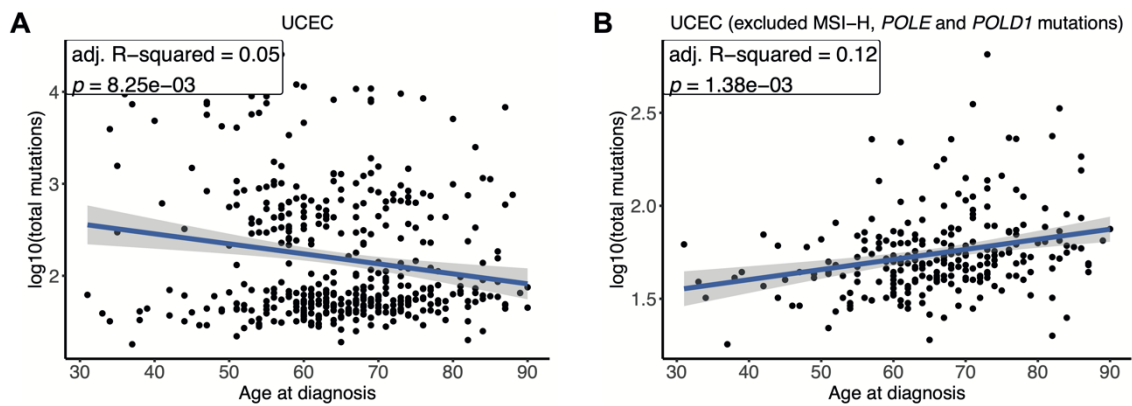 A
UCEC
adj. R−squared = 0.05
p = 8.25e−03
4
3
2
log10(total mutations)
30 40 50 60 70 80 90
Age at diagnosis
B
UCEC (excluded MSI−H, POLE and POLD1 mutations)
adj. R−squared = 0.12
p = 1.38e−03
2.5
2.0
1.5
log10(total mutations)
30 40 50 60 70 80 90
Age at diagnosis